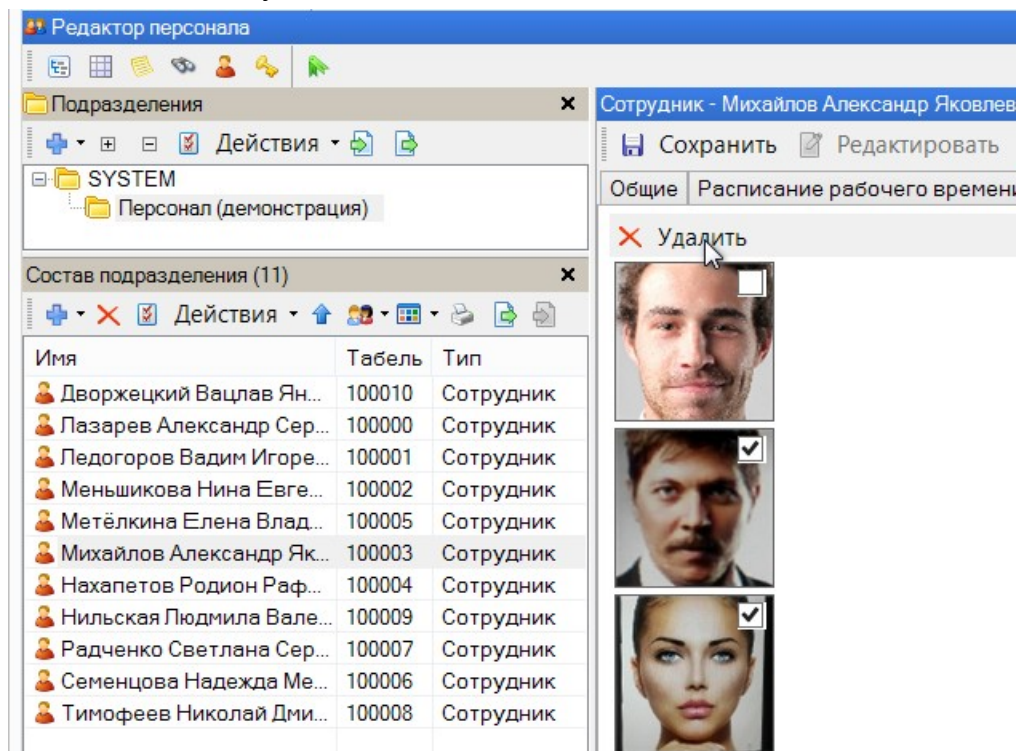 Редактор персонала
Подразделения
Действия
SYSTEM
Персонал (демонстрация)
Состав подразделения (11)
Действия
Имя Табель Тип
Дворжецкий Вацлав Ян... 100010 Сотрудник
Лазарев Александр Сер... 100000 Сотрудник
Ледогоров Вадим Игоре... 100001 Сотрудник
Меньшикова Нина Евге... 100002 Сотрудник
Метёлкина Елена Влад... 100005 Сотрудник
Михайлов Александр Як... 100003 Сотрудник
Нахапетов Родион Раф... 100004 Сотрудник
Нильская Людмила Вале... 100009 Сотрудник
Радченко Светлана Сер... 100007 Сотрудник
Семенцова Надежда Ме... 100006 Сотрудник
Тимофеев Николай Дми... 100008 Сотрудник
Сотрудник - Михайлов Александр Яковлев
Сохранить Редактировать
Общие Расписание рабочего времени
Удалить